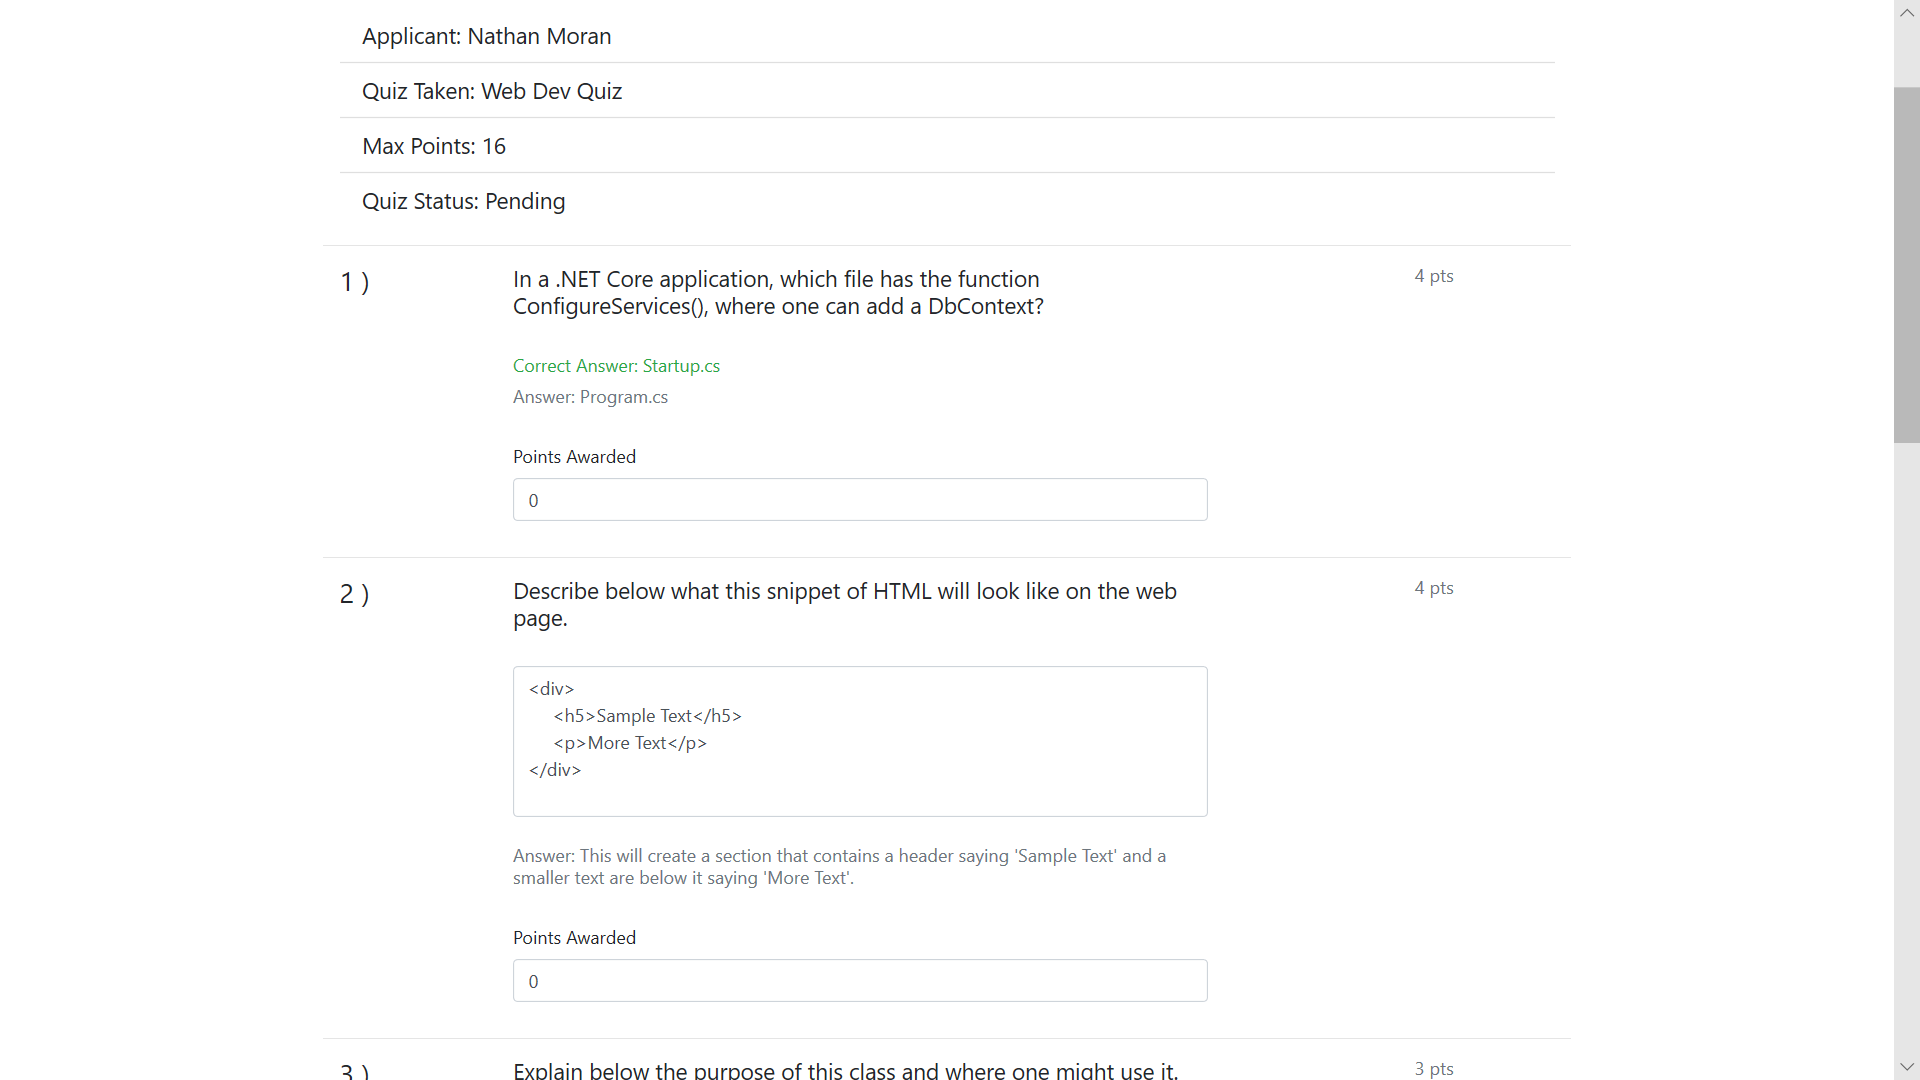 Applicant: Nathan Moran
Quiz Taken: Web Dev Quiz
Max Points: 16
Quiz Status: Pending
1 )
In a .NET Core application, which file has the function
ConfigureServices(), where one can add a DbContext?
4 pts
Correct Answer: Startup.cs
Answer: Program.cs
Points Awarded
0
2 )
Describe below what this snippet of HTML will look like on the web
page.
4 pts
<div>
<h5>Sample Text</h5>
<p>More Text</p>
</div>
Answer: This will create a section that contains a header saying 'Sample Text' and a
smaller text are below it saying 'More Text'.
Points Awarded
0
3 )
Explain below the purpose of this class and where one might use it.
3 pts